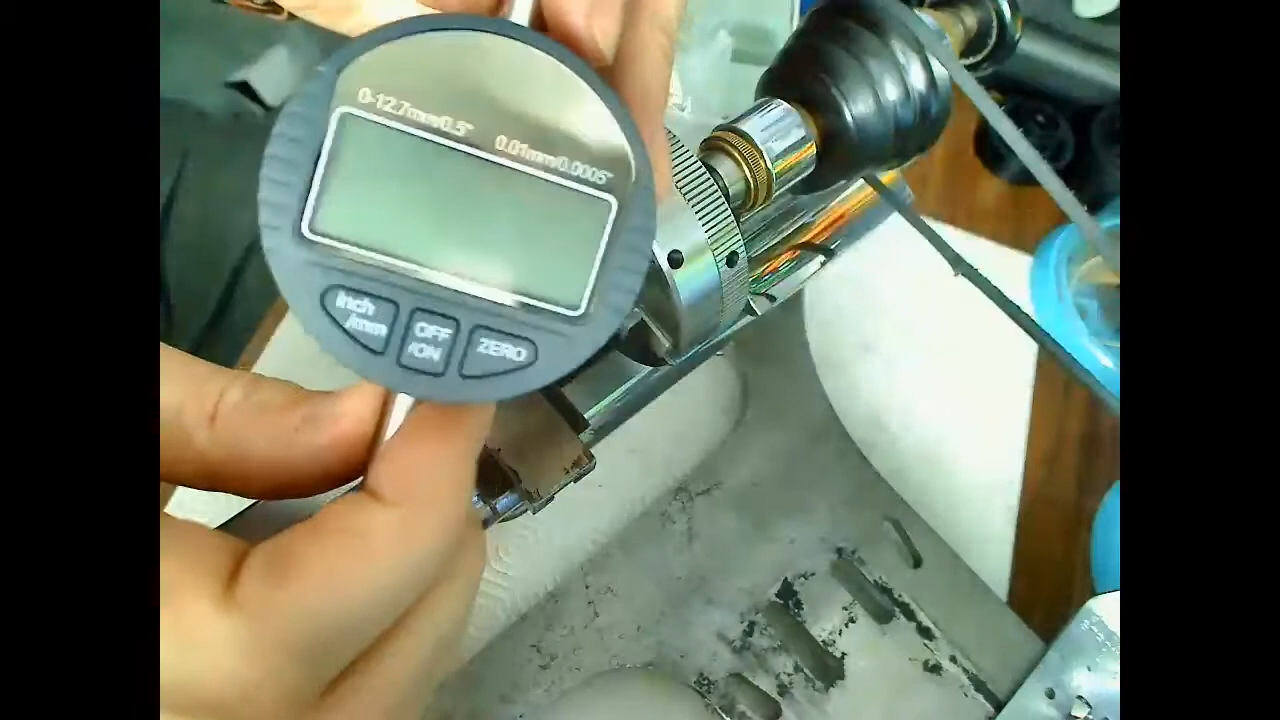 0-12.7mm/0.5"
0.01mm/0.0005"
Inch
/mm
OFF
/ON
ZERO